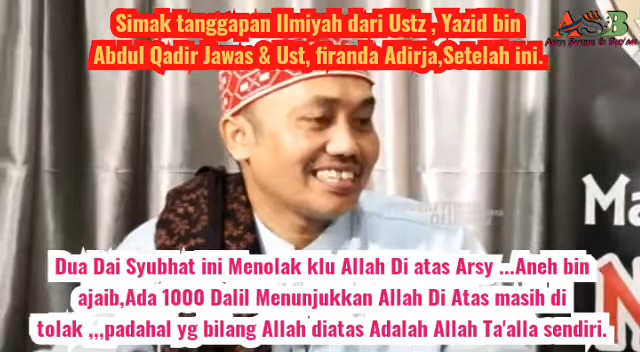 Simak tanggapan Ilmiyah dari Ustz , Yazid bin
Abdul Qadir Jawas & Ust, firanda Adirja,Setelah ini.
ASB
Ma
Dua Dai Syubhat ini Menolak klu Allah Di atas Arsy ...Aneh bin
ajaib,Ada 1000 Dalil Menunjukkan Allah Di Atas masih di
tolak ,,,padahal yg bilang Allah diatas Adalah Allah Ta'alla sendiri.